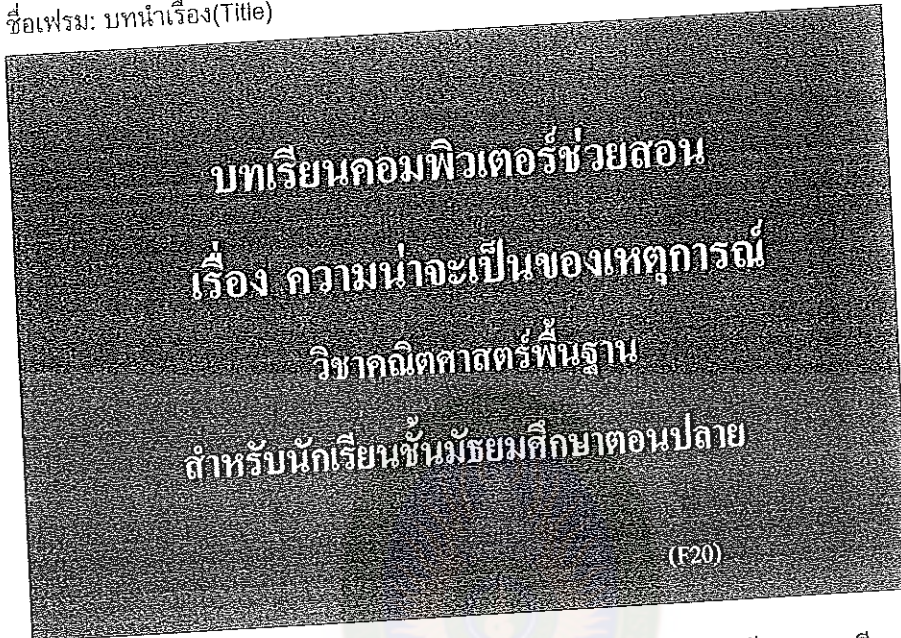 ชื่อเฟรม: บทนำเรื่อง(Title)
บทเรียนคอมพิวเตอร์ช่วยสอน
เรื่อง ความน่าจะเป็นของเหตุการณ์
วิชาคณิตศาสตร์พื้นฐาน
สำหรับนักเรียนชั้นมัธยมศึกษาตอนปลาย
(F20)